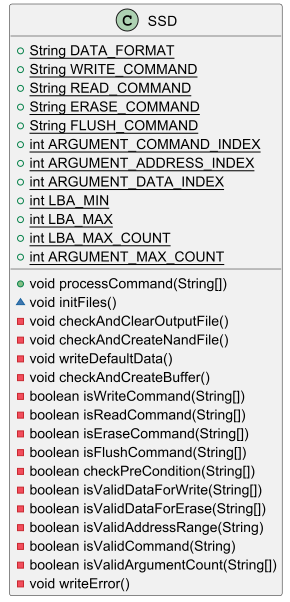 C SSD
String DATA_FORMAT
String WRITE_COMMAND
String READ_COMMAND
String ERASE_COMMAND
String FLUSH_COMMAND
int ARGUMENT_COMMAND_INDEX
int ARGUMENT_ADDRESS_INDEX
int ARGUMENT_DATA_INDEX
int LBA_MIN
int LBA_MAX
int LBA_MAX_COUNT
int ARGUMENT_MAX_COUNT
void processCommand(String[])
void initFiles()
void checkAndClearOutputFile()
void checkAndCreateNandFile()
void writeDefaultData()
void checkAndCreateBuffer()
boolean isWriteCommand(String[])
boolean isReadCommand(String[])
boolean isEraseCommand(String[])
boolean isFlushCommand(String[])
boolean checkPreCondition(String[])
boolean isValidDataForWrite(String[])
boolean isValidDataForErase(String[])
boolean isValidAddressRange(String)
boolean isValidCommand(String)
boolean isValidArgumentCount(String[])
void writeError()